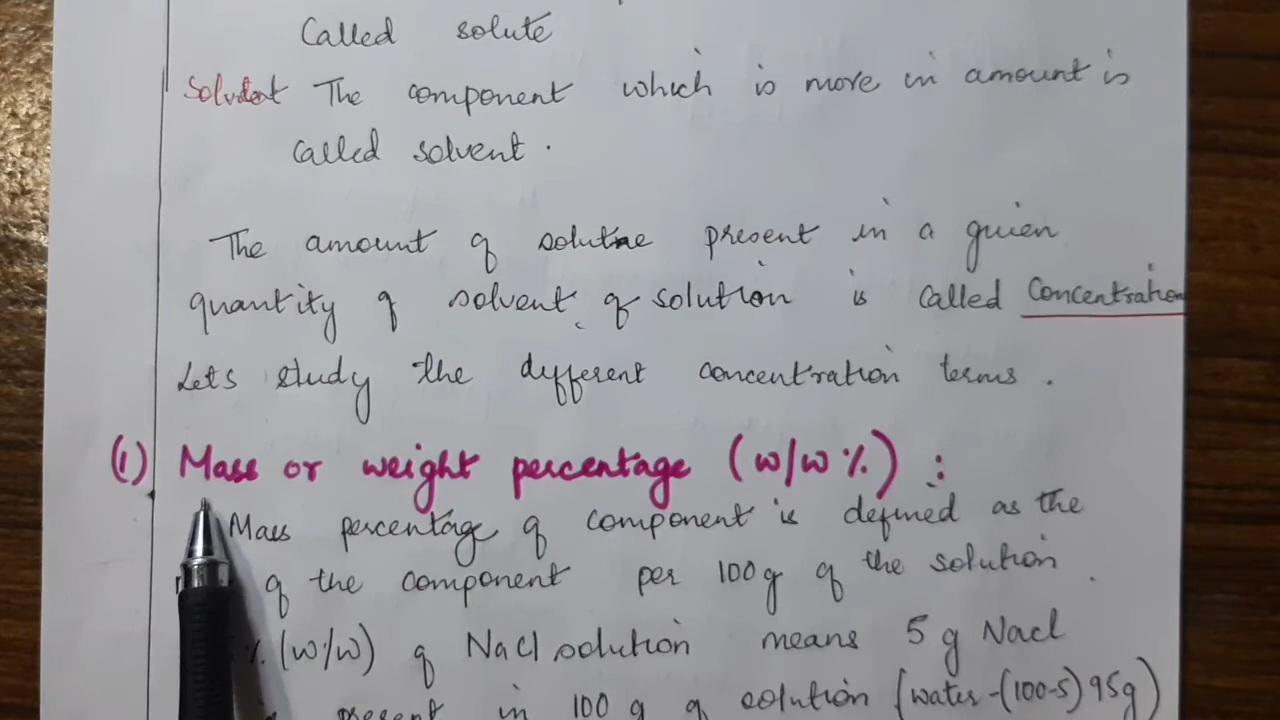 Called solute
Solvent The component which is more in amount is
called solvent.
The amount of solute present in a given
quantity of solvent of solution is called Concentration
Lets study the different concentration terms.
(1) Mass or weight percentage (w/w %) :
Mass percentage of component is defined as the
of the component per 100g of the solution.
% (w/w) of NaCl solution means 5 g Nacl
present in 100 g of solution (water-(100-5) 95g)